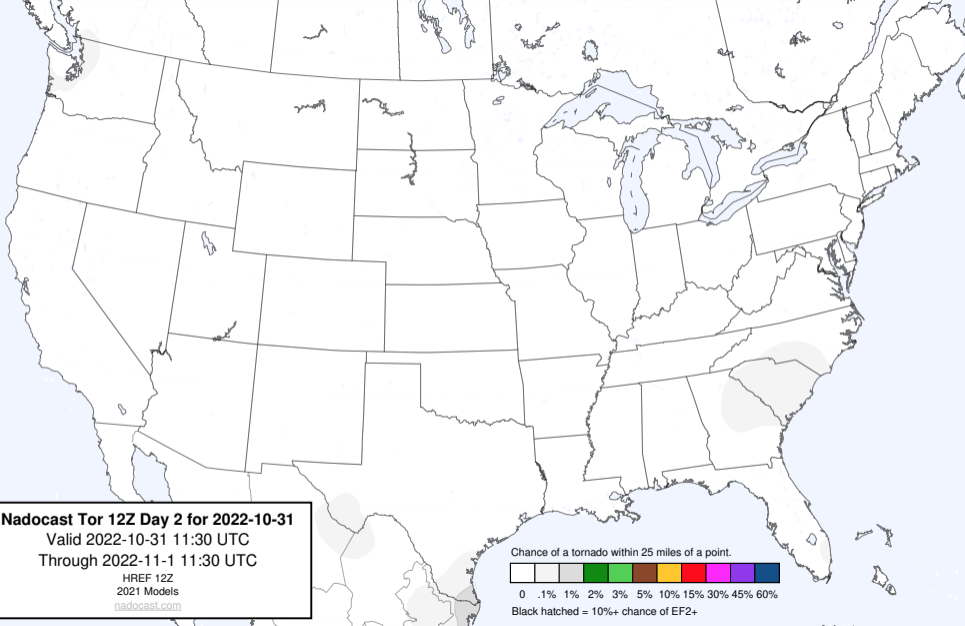 Nadocast Tor 12Z Day 2 for 2022-10-31
Valid 2022-10-31 11:30 UTC
Through 2022-11-1 11:30 UTC
HREF 12Z
2021 Models
nadocast.com
Chance of a tornado within 25 miles of a point.
0 .1% 1% 2% 3% 5% 10% 15% 30% 45% 60%
Black hatched = 10%+ chance of EF2+